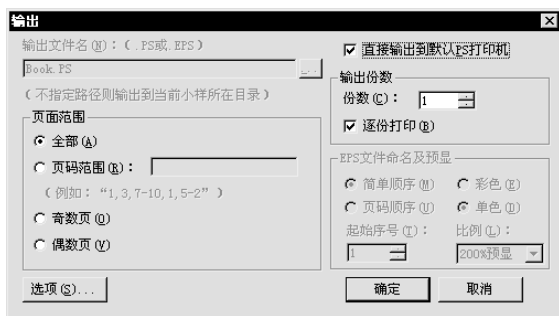 输出
输出文件名(N):(.PS或.EPS)
Book.PS
...
(不指定路径则输出到当前小样所在目录)
页面范围
全部(A)
页码范围(R):
(例如:“1,3,7-10,1,5-2”)
奇数页(O)
偶数页(V)
选项(S)...
直接输出到默认PS打印机
输出份数
份数(C): 1
逐份打印(B)
EPS文件命名及预显
简单顺序(M) 彩色(E)
页码顺序(U) 单色(D)
起始序号(T): 比例(L):
1 200%预显
确定 取消